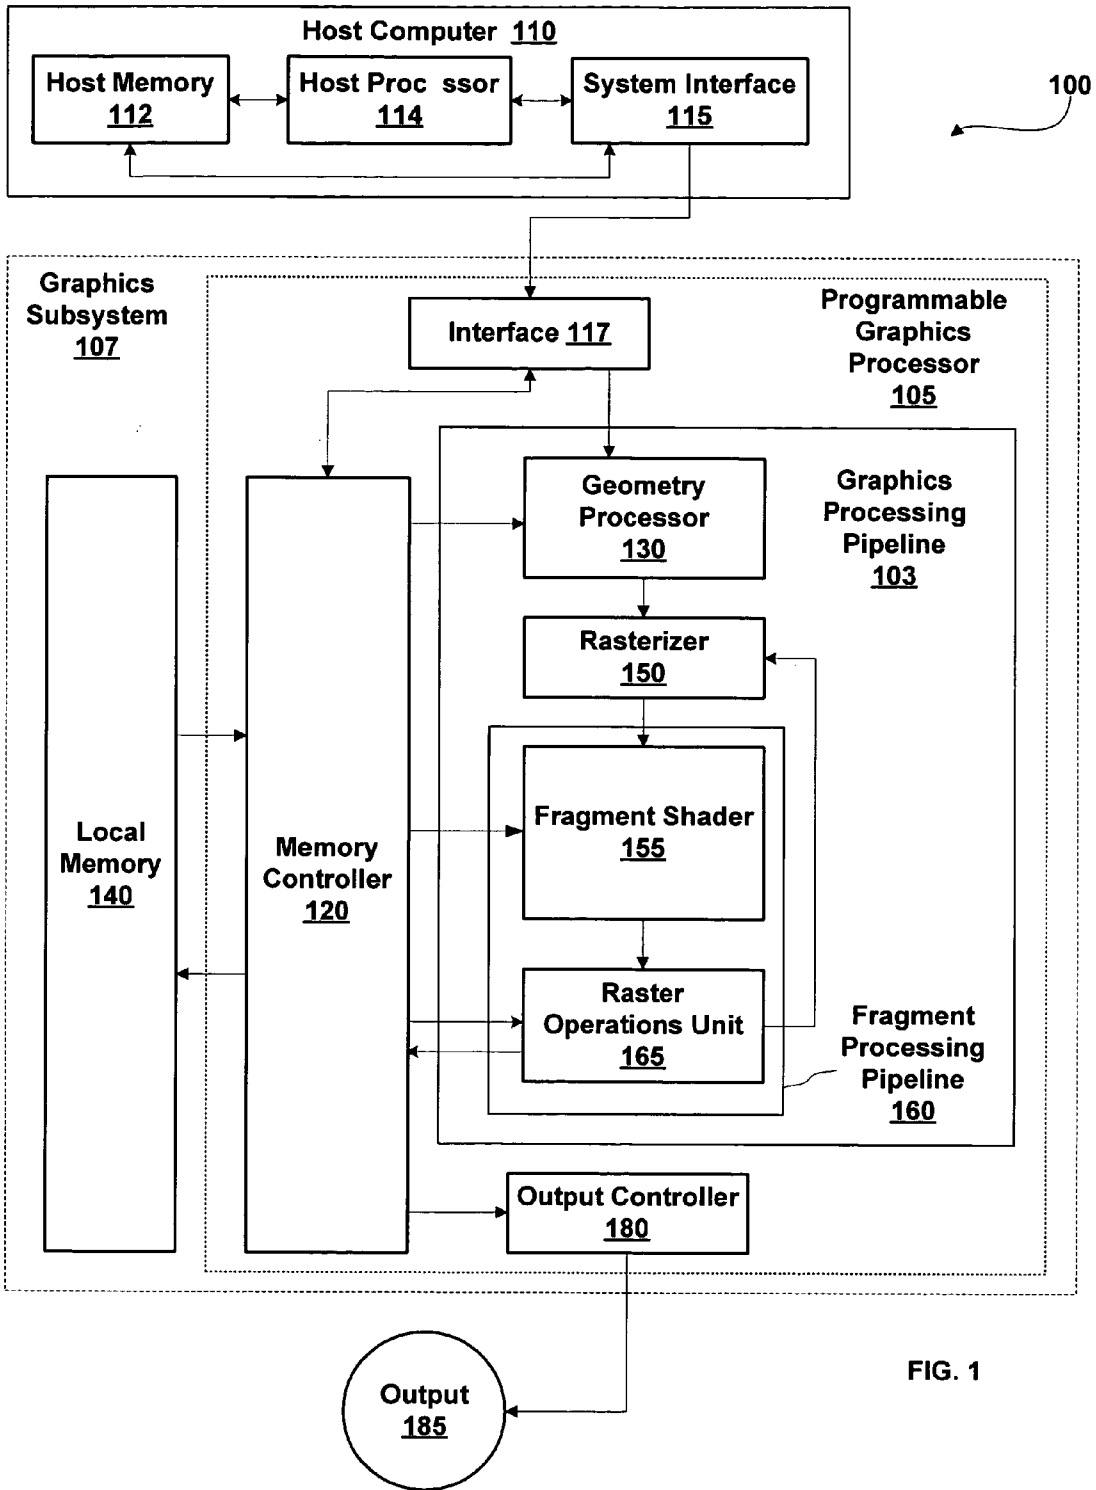 Host Computer 110
Host Memory
112
Host Proc ssor
114
System Interface
115
100
Graphics
Subsystem
107
Interface 117
Programmable
Graphics
Processor
105
Geometry
Processor
130
Graphics
Processing
Pipeline
103
Rasterizer
150
Fragment Shader
155
Local
Memory
140
Memory
Controller
120
Raster
Operations Unit
165
Fragment
Processing
Pipeline
160
Output Controller
180
Output
185
FIG. 1